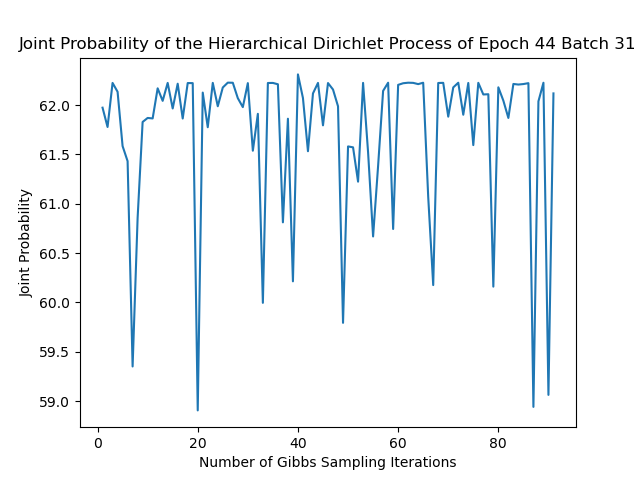 Joint Probability of the Hierarchical Dirichlet Process of Epoch 44 Batch 31
62.0
61.5
61.0
60.5
60.0
59.5
59.0
Joint Probability
0 20 40 60 80
Number of Gibbs Sampling Iterations